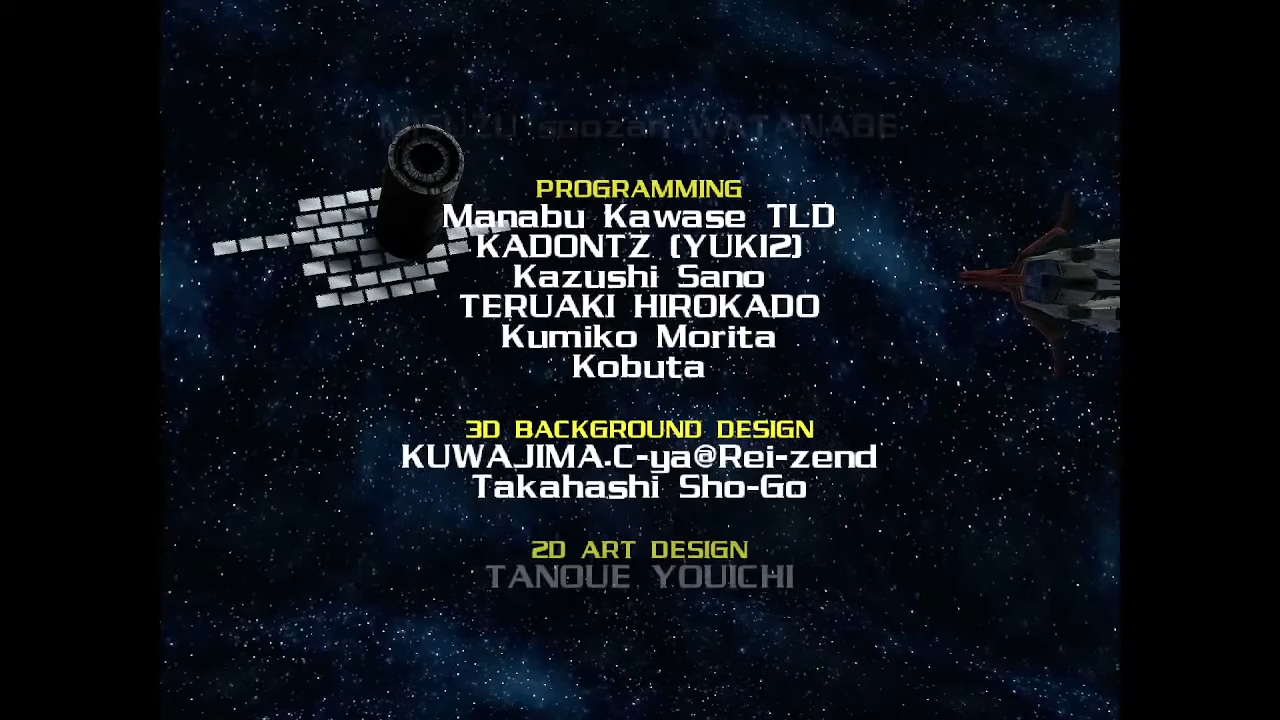 WATANABE
PROGRAMMING
Manabu Kawase TLD
KADONTZ (YUKI2)
Kazushi Sano
TERUAKI HIROKADO
Kumiko Morita
Kobuta
3D BACKGROUND DESIGN
KUWAJIMA.C-ya@Rei-zend
Takahashi Sho-Go
2D ART DESIGN
TANOUE YOUICHI